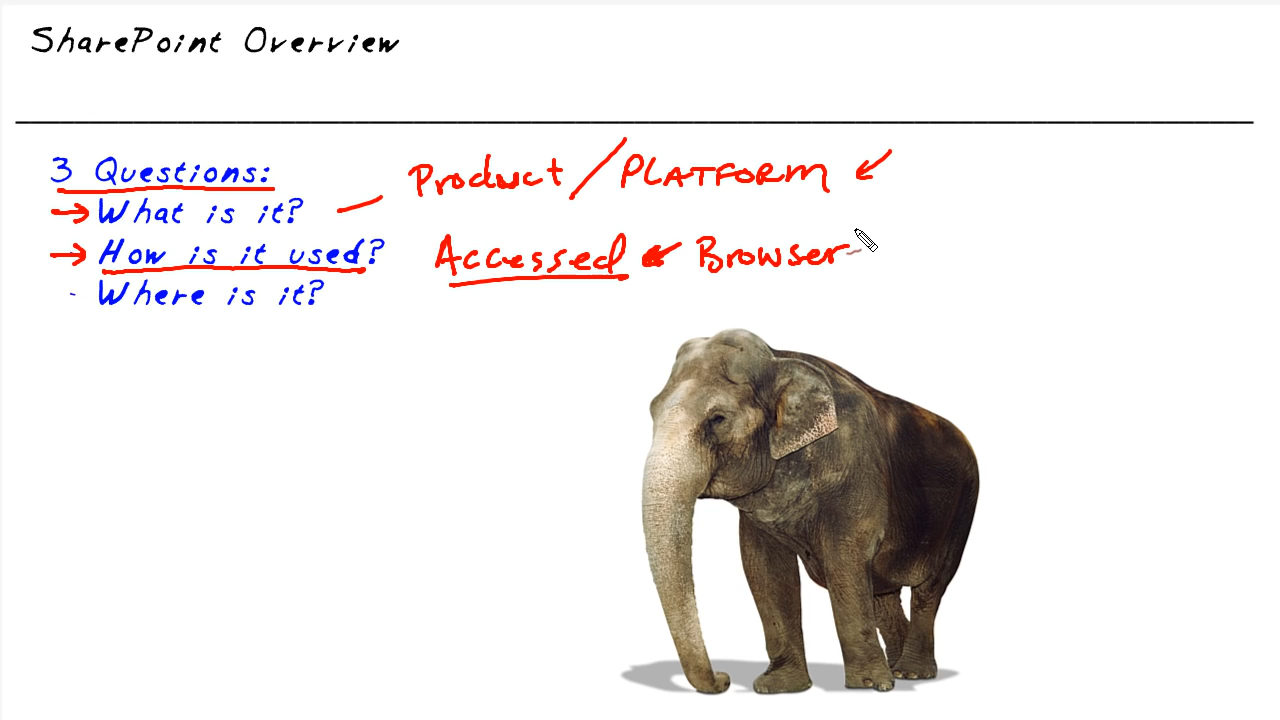 SharePoint Overview
3 Questions:
What is it?
Product / PLATFORM
How is it used?
Accessed Browser
Where is it?